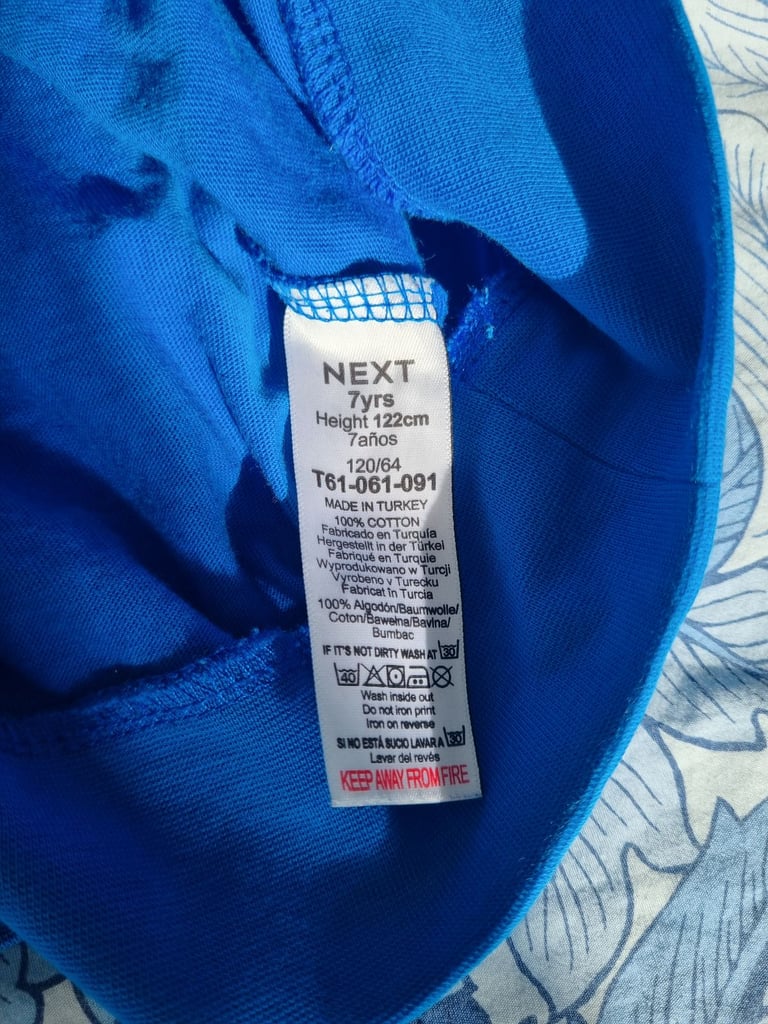 NEXT
7yrs
Height 122cm
7años
120/64
T61-061-091
MADE IN TURKEY
100% COTTON
Fabricado en Turquía
Hergestellt in der Türkei
Fabriqué en Turquie
Wyprodukowano w Turcji
Vyrobeno v Turecku
Fabricat în Turcia
100% Algodón/Baumwolle/
Coton/Bawełna/Bavlna/
Bumbac
IF IT'S NOT DIRTY WASH AT 30
40
Wash inside out
Do not iron print
Iron on reverse
SI NO ESTÁ SUCIO LAVAR A 30
Lavar del revés
KEEP AWAY FROM FIRE